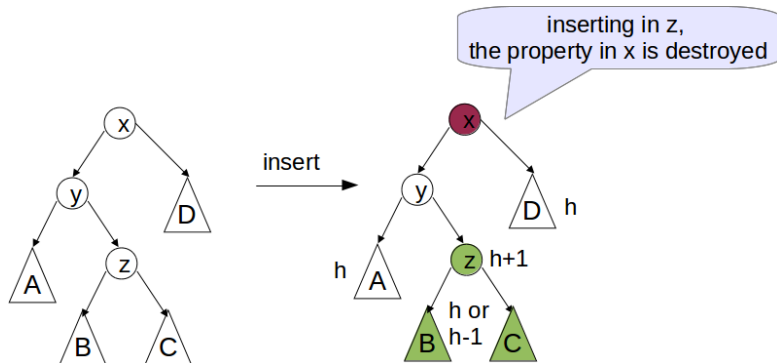 inserting in z,
the property in x is destroyed
x
y
D
A
z
B
C
insert
x
y
D h
h A
z h+1
h or
h-1
B
C